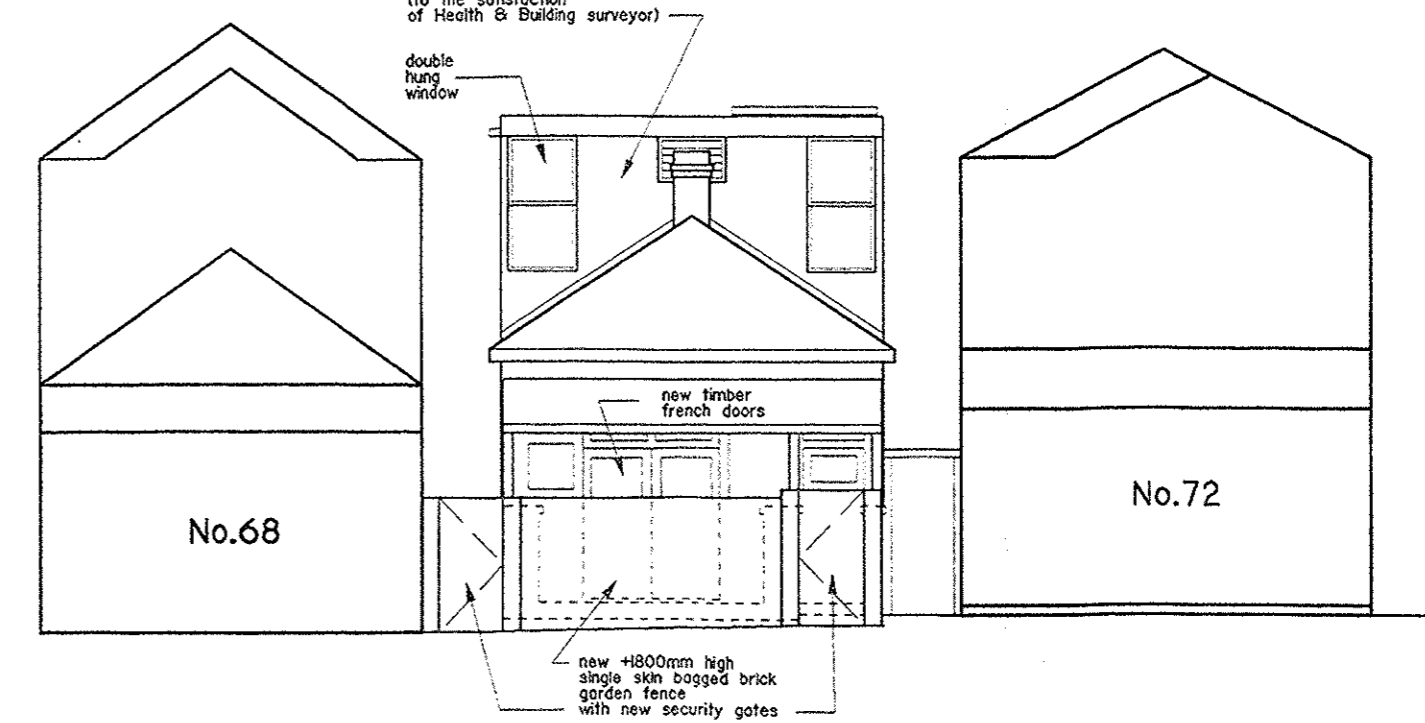 (to the satisfaction
of Health & Building surveyor)
double
hung
window
new timber
french doors
No.68
No.72
new +1800mm high
single skin bagged brick
garden fence
with new security gates